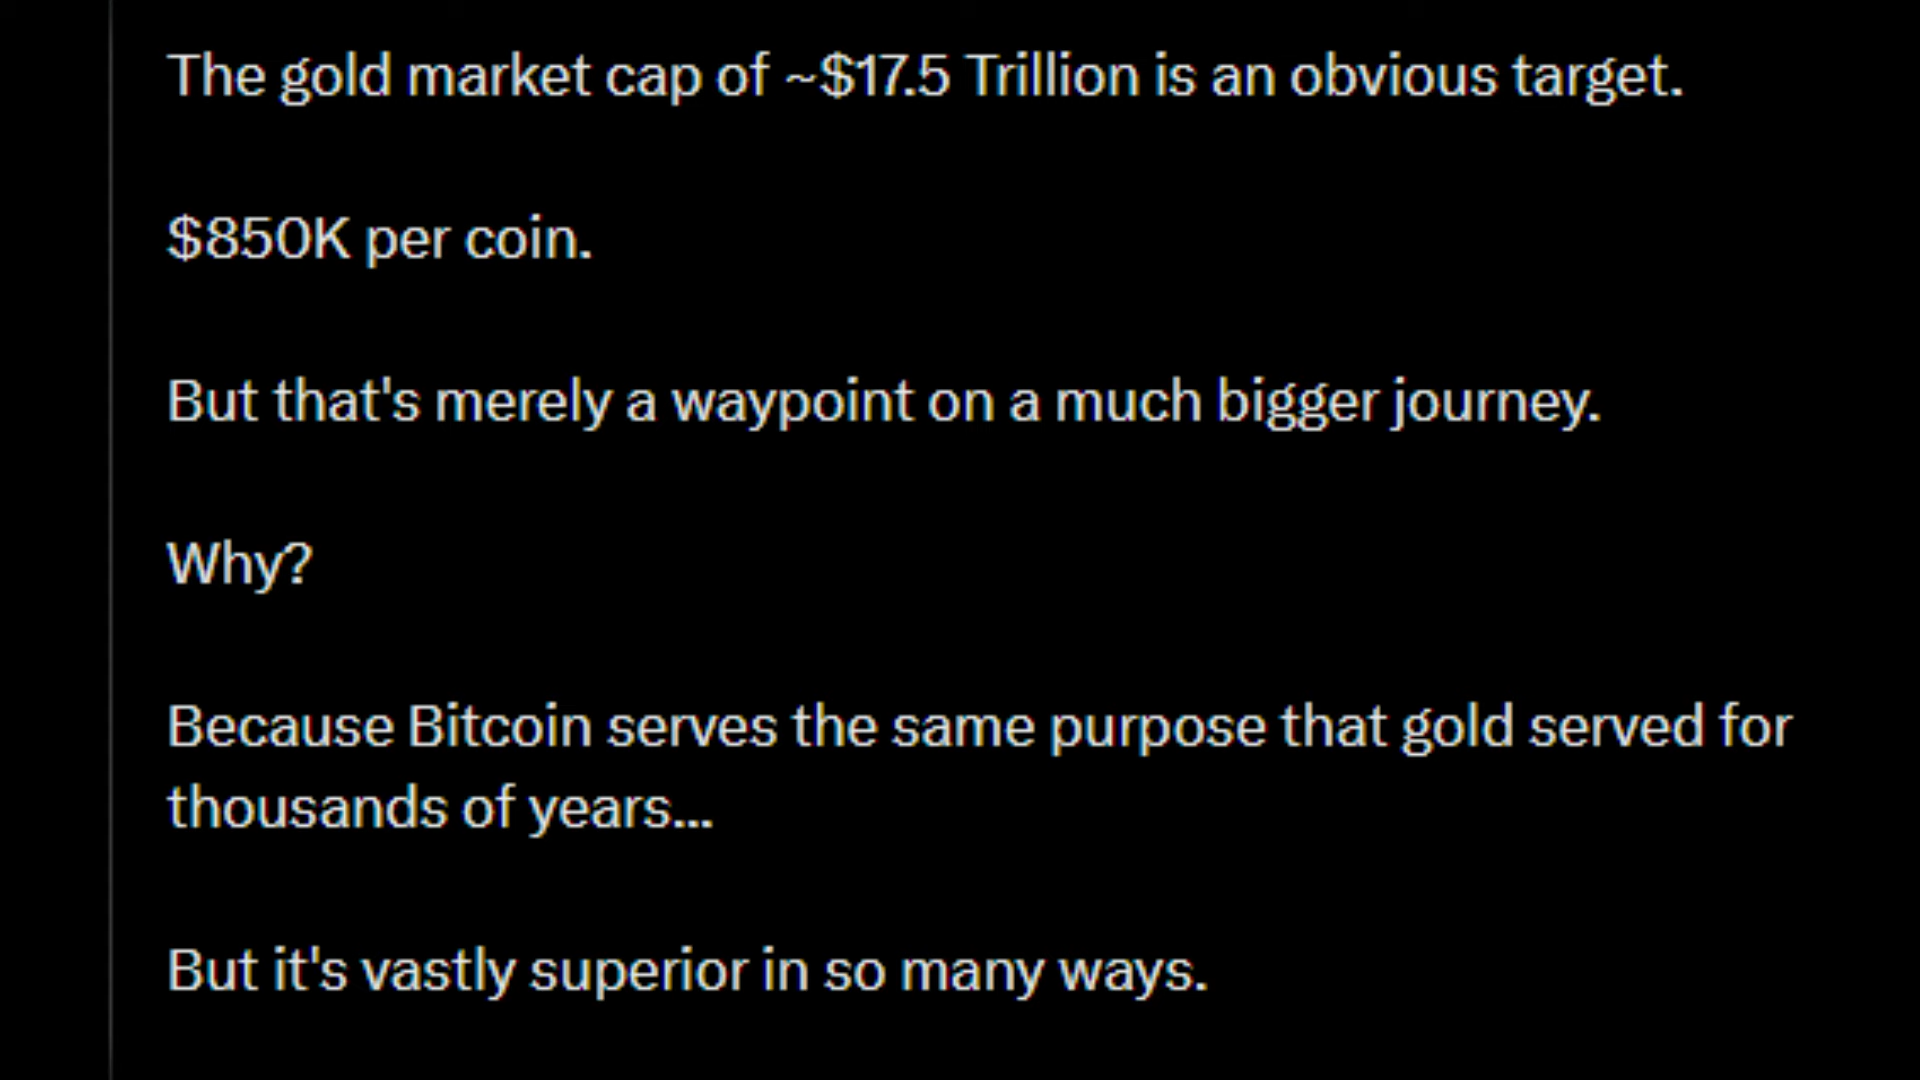 The gold market cap of ~$17.5 Trillion is an obvious target.
$850K per coin.
But that's merely a waypoint on a much bigger journey.
Why?
Because Bitcoin serves the same purpose that gold served for
thousands of years...
But it's vastly superior in so many ways.